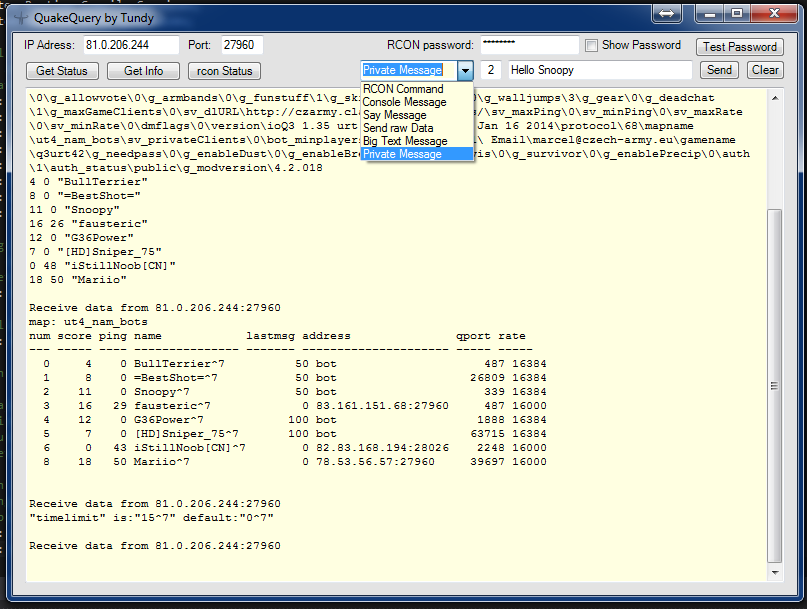 QuakeQuery by Tundy
IP Adress: 81.0.206.244 Port: 27960 RCON password: ******** Show Password Test Password
Get Status Get Info rcon Status Private Message 2 Hello Snoopy Send Clear
RCON Command
Console Message
Say Message
Send raw Data
Big Text Message
Private Message
\0\g_allowvote\0\g_armbands\0\g_funstuff\1\g_ski \0\g_walljumps\3\g_gear\0\g_deadchat
\1\g_maxGameClients\0\sv_dlURL\http://czarmy.cla s/\sv_maxPing\0\sv_minPing\0\sv_maxRate
\0\sv_minRate\0\dmflags\0\version\ioQ3 1.35 urt Jan 16 2014\protocol\68\mapname
\ut4_nam_bots\sv_privateClients\0\bot_minplayers \ Email\marcel@czech-army.eu\gamename
\q3urt42\g_needpass\0\g_enableDust\0\g_enableBre vis\0\g_survivor\0\g_enablePrecip\0\auth
\1\auth_status\public\g_modversion\4.2.018
4 0 "BullTerrier"
8 0 "=BestShot="
11 0 "Snoopy"
16 26 "fausteric"
12 0 "G36Power"
7 0 "[HD]Sniper_75"
0 48 "iStillNoob[CN]"
18 50 "Mariio"
Receive data from 81.0.206.244:27960
map: ut4_nam_bots
num score ping name lastmsg address qport rate
--- ----- ---- --------------- ------- --------------------- ----- -----
0 4 0 BullTerrier^7 50 bot 487 16384
1 8 0 =BestShot=^7 50 bot 26809 16384
2 11 0 Snoopy^7 50 bot 339 16384
3 16 29 fausteric^7 0 83.161.151.68:27960 487 16000
4 12 0 G36Power^7 100 bot 1888 16384
5 7 0 [HD]Sniper_75^7 100 bot 63715 16384
6 0 43 iStillNoob[CN]^7 0 82.83.168.194:28026 2248 16000
8 18 50 Mariio^7 0 78.53.56.57:27960 39697 16000
Receive data from 81.0.206.244:27960
"timelimit" is:"15^7" default:"0^7"
Receive data from 81.0.206.244:27960